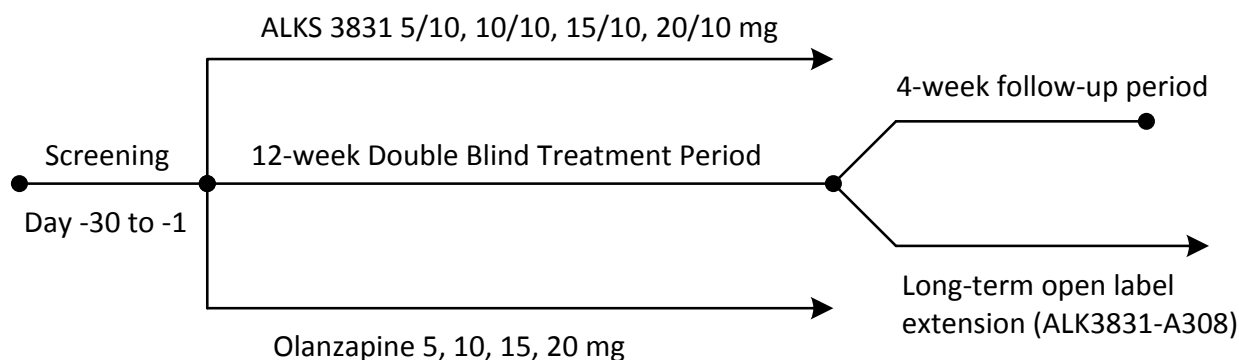 ALKS 3831 5/10, 10/10, 15/10, 20/10 mg
4-week follow-up period
Screening
12-week Double Blind Treatment Period
Day -30 to -1
Long-term open label
extension (ALK3831-A308)
Olanzapine 5, 10, 15, 20 mg